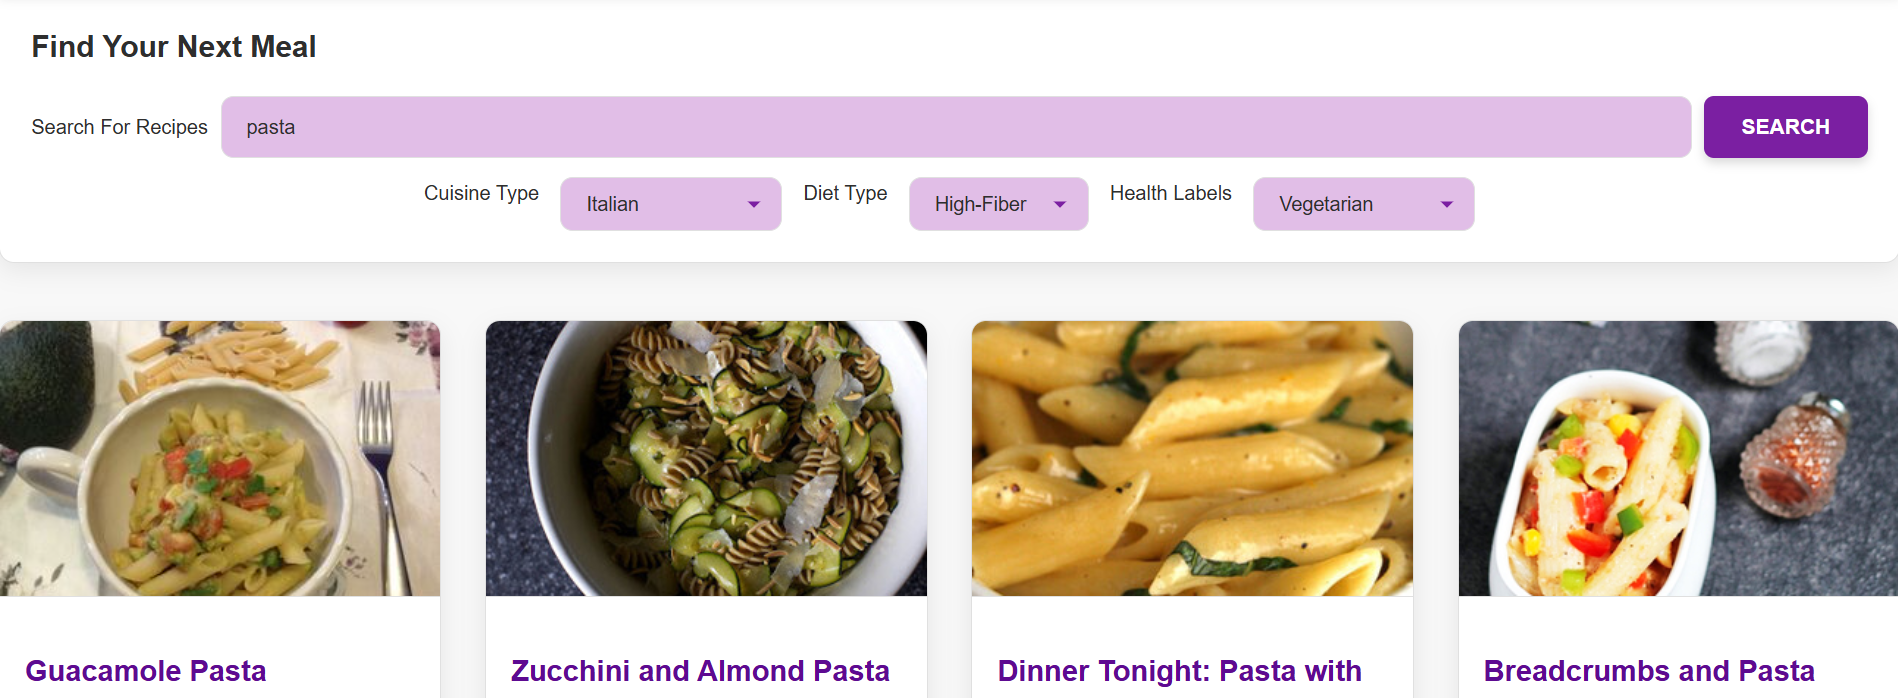 Find Your Next Meal
Search For Recipes pasta SEARCH
Cuisine Type Italian Diet Type High-Fiber Health Labels Vegetarian
Guacamole Pasta
Zucchini and Almond Pasta
Dinner Tonight: Pasta with
Breadcrumbs and Pasta